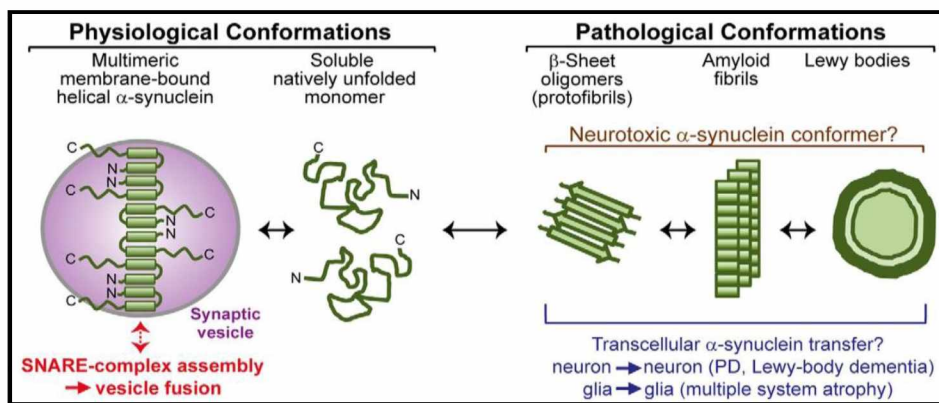 Physiological Conformations
Multimeric
membrane-bound
helical α-synuclein
Soluble
natively unfolded
monomer
C
N
N
C
C
N
N
C
C
N
N
C
C
N
N
C
Synaptic
vesicle
SNARE-complex assembly
→ vesicle fusion
Pathological Conformations
β-Sheet
oligomers
(protofibrils)
Amyloid
fibrils
Lewy bodies
Neurotoxic α-synuclein conformer?
Transcellular α-synuclein transfer?
neuron → neuron (PD, Lewy-body dementia)
glia → glia (multiple system atrophy)